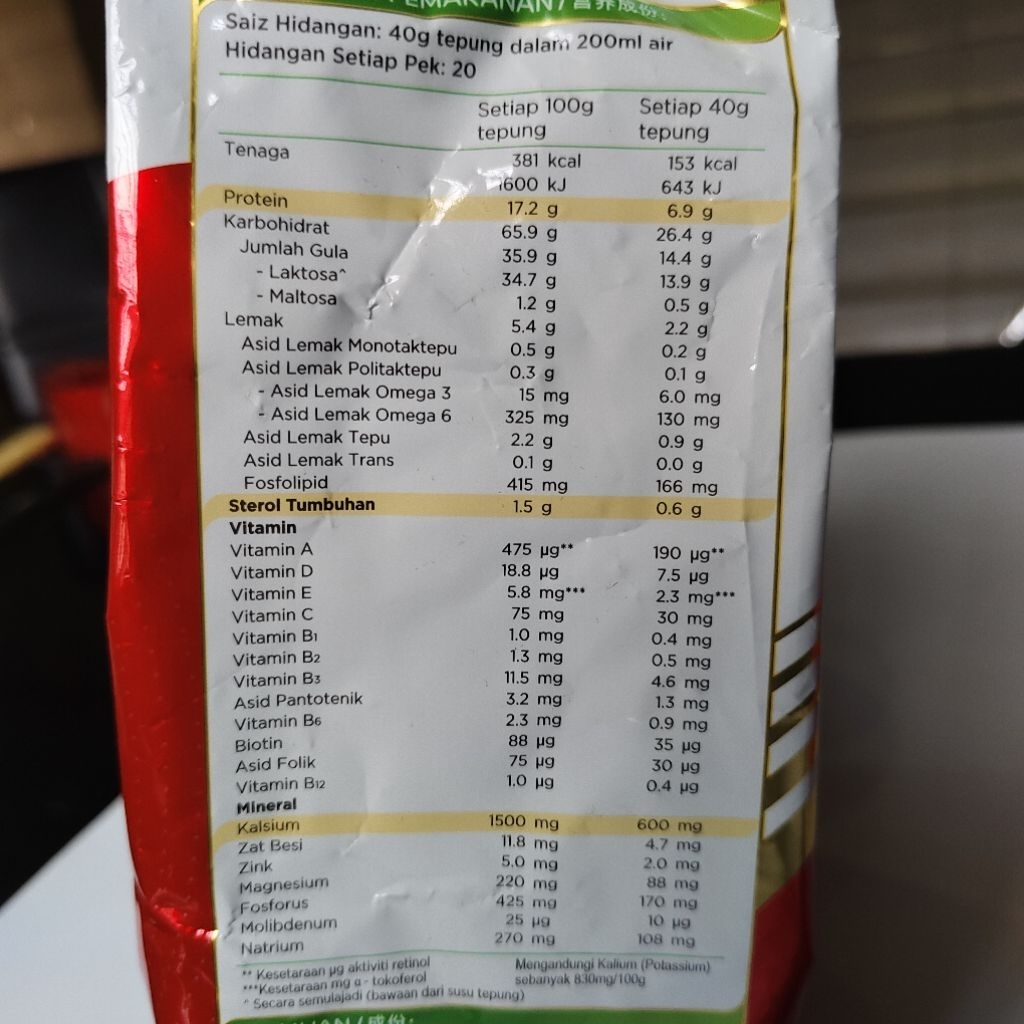 PEMAKANAN / 营养成份:
Saiz Hidangan: 40g tepung dalam 200ml air
Hidangan Setiap Pek: 20
Setiap 100g tepung Setiap 40g tepung
Tenaga 381 kcal 153 kcal
1600 kJ 643 kJ
Protein 17.2 g 6.9 g
Karbohidrat 65.9 g 26.4 g
Jumlah Gula 35.9 g 14.4 g
- Laktosa^ 34.7 g 13.9 g
- Maltosa 1.2 g 0.5 g
Lemak 5.4 g 2.2 g
Asid Lemak Monotaktepu 0.5 g 0.2 g
Asid Lemak Politaktepu 0.3 g 0.1 g
- Asid Lemak Omega 3 15 mg 6.0 mg
- Asid Lemak Omega 6 325 mg 130 mg
Asid Lemak Tepu 2.2 g 0.9 g
Asid Lemak Trans 0.1 g 0.0 g
Fosfolipid 415 mg 166 mg
Sterol Tumbuhan 1.5 g 0.6 g
Vitamin
Vitamin A 475 µg** 190 µg**
Vitamin D 18.8 µg 7.5 µg
Vitamin E 5.8 mg*** 2.3 mg***
Vitamin C 75 mg 30 mg
Vitamin B1 1.0 mg 0.4 mg
Vitamin B2 1.3 mg 0.5 mg
Vitamin B3 11.5 mg 4.6 mg
Asid Pantotenik 3.2 mg 1.3 mg
Vitamin B6 2.3 mg 0.9 mg
Biotin 88 µg 35 µg
Asid Folik 75 µg 30 µg
Vitamin B12 1.0 µg 0.4 µg
Mineral
Kalsium 1500 mg 600 mg
Zat Besi 11.8 mg 4.7 mg
Zink 5.0 mg 2.0 mg
Magnesium 220 mg 88 mg
Fosforus 425 mg 170 mg
Molibdenum 25 µg 10 µg
Natrium 270 mg 108 mg
** Kesetaraan µg aktiviti retinol
***Kesetaraan mg α - tokoferol
^ Secara semulajadi (bawaan dari susu tepung)
Mengandungi Kalium (Potassium)
sebanyak 830mg/100g